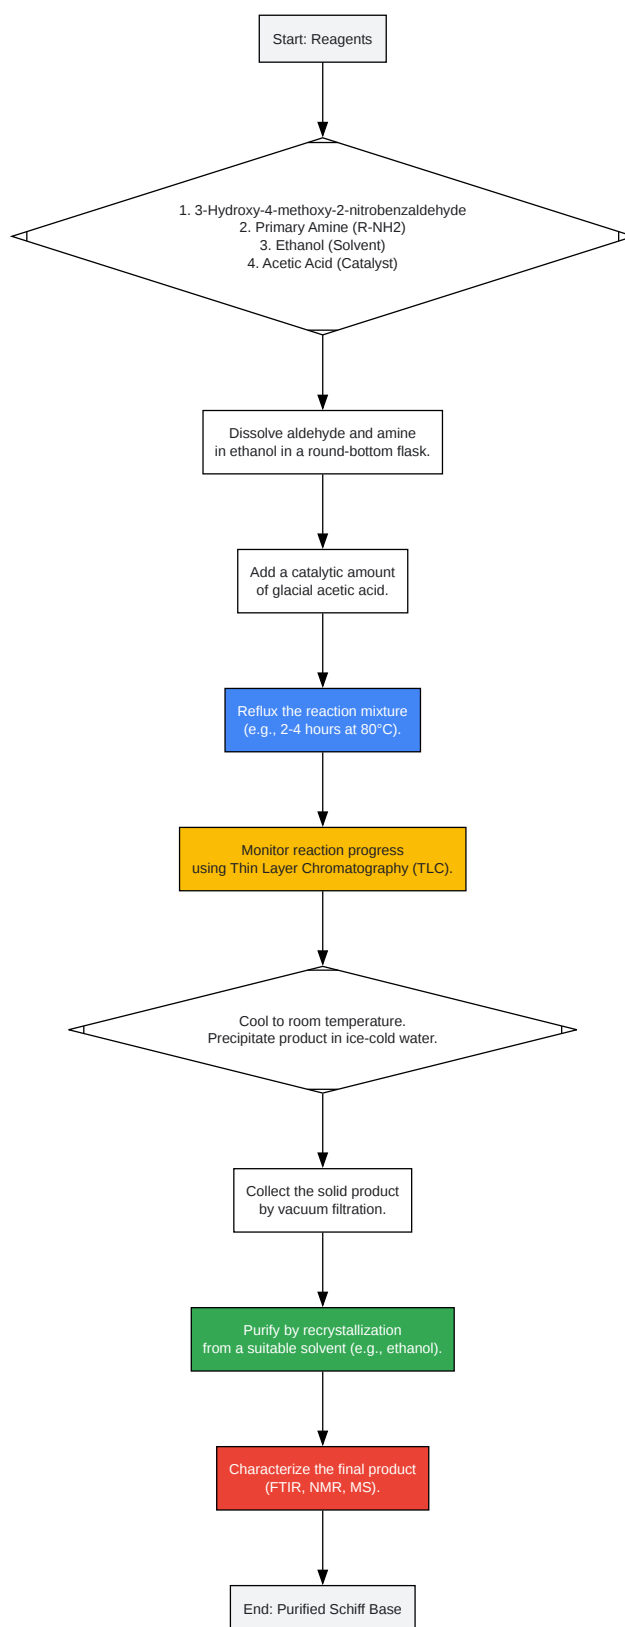 Start: Reagents
1. 3-Hydroxy-4-methoxy-2-nitrobenzaldehyde
2. Primary Amine (R-NH2)
3. Ethanol (Solvent)
4. Acetic Acid (Catalyst)
Dissolve aldehyde and amine
in ethanol in a round-bottom flask.
Add a catalytic amount
of glacial acetic acid.
Reflux the reaction mixture
(e.g., 2-4 hours at 80°C).
Monitor reaction progress
using Thin Layer Chromatography (TLC).
Cool to room temperature.
Precipitate product in ice-cold water.
Collect the solid product
by vacuum filtration.
Purify by recrystallization
from a suitable solvent (e.g., ethanol).
Characterize the final product
(FTIR, NMR, MS).
End: Purified Schiff Base